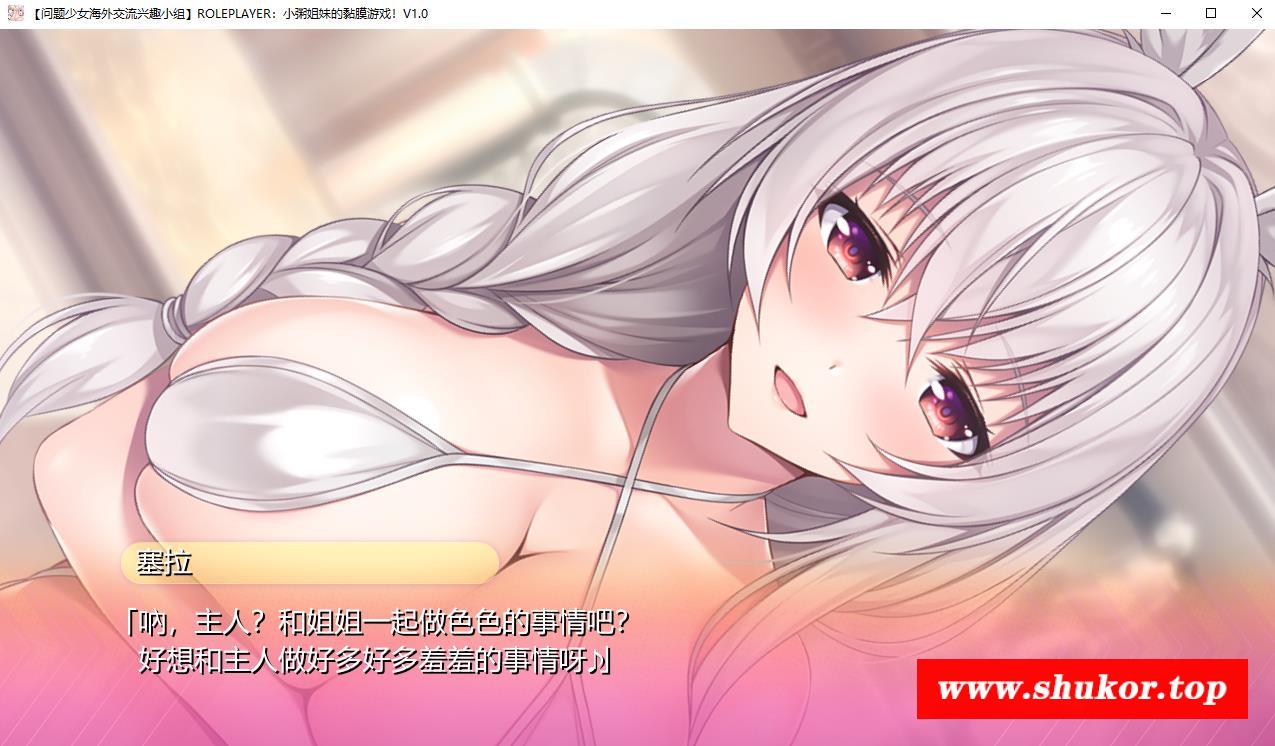 【问题少女海外交流兴趣小组】ROLEPLAYER：小粥姐妹的黏膜游戏！V1.0
塞拉
「呐，主人？和姐姐一起做色色的事情吧？
好想和主人做好多好多羞羞的事情呀♪」
www.shukor.top